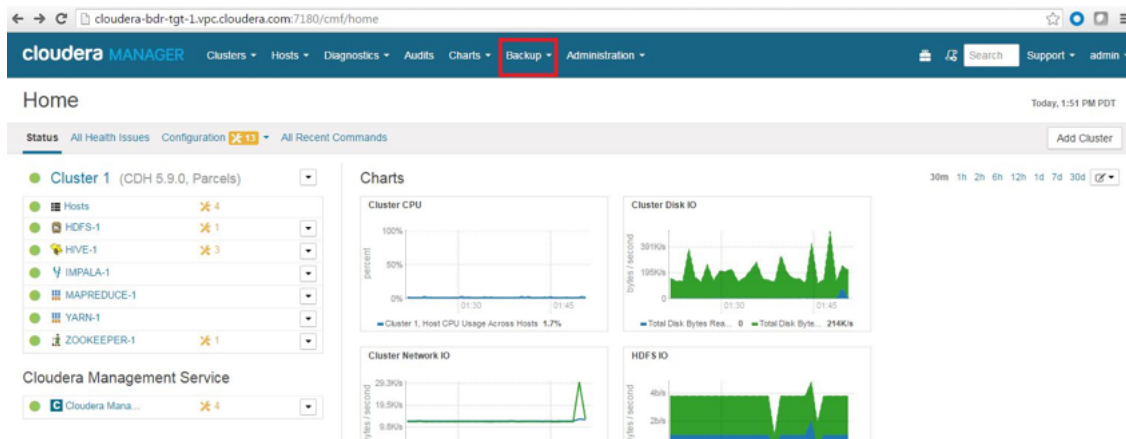 cloudera-bdr-tgt-1.vpc.cloudera.com:7180/cmf/home
cloudera MANAGER Clusters Hosts Diagnostics Audits Charts Backup Administration Search Support admin
Home
Today, 1:51 PM PDT
Status All Health Issues Configuration 13 All Recent Commands Add Cluster
Cluster 1 (CDH 5.9.0, Parcels)
Hosts 4
HDFS-1 1
HIVE-1 3
IMPALA-1
MAPREDUCE-1
YARN-1
ZOOKEEPER-1 1
Cloudera Management Service
Cloudera Mana... 4
Charts
30m 1h 2h 6h 12h 1d 7d 30d
Cluster CPU
percent
100%
50%
0%
01:30 01:45
Cluster 1, Host CPU Usage Across Hosts 1.7%
Cluster Disk IO
bytes / second
391K/s
195K/s
0
01:30 01:45
Total Disk Bytes Rea... 0 Total Disk Byte... 214K/s
Cluster Network IO
bytes / second
29.3K/s
19.5K/s
9.8K/s
HDFS IO
bytes / second
4b/s
2b/s